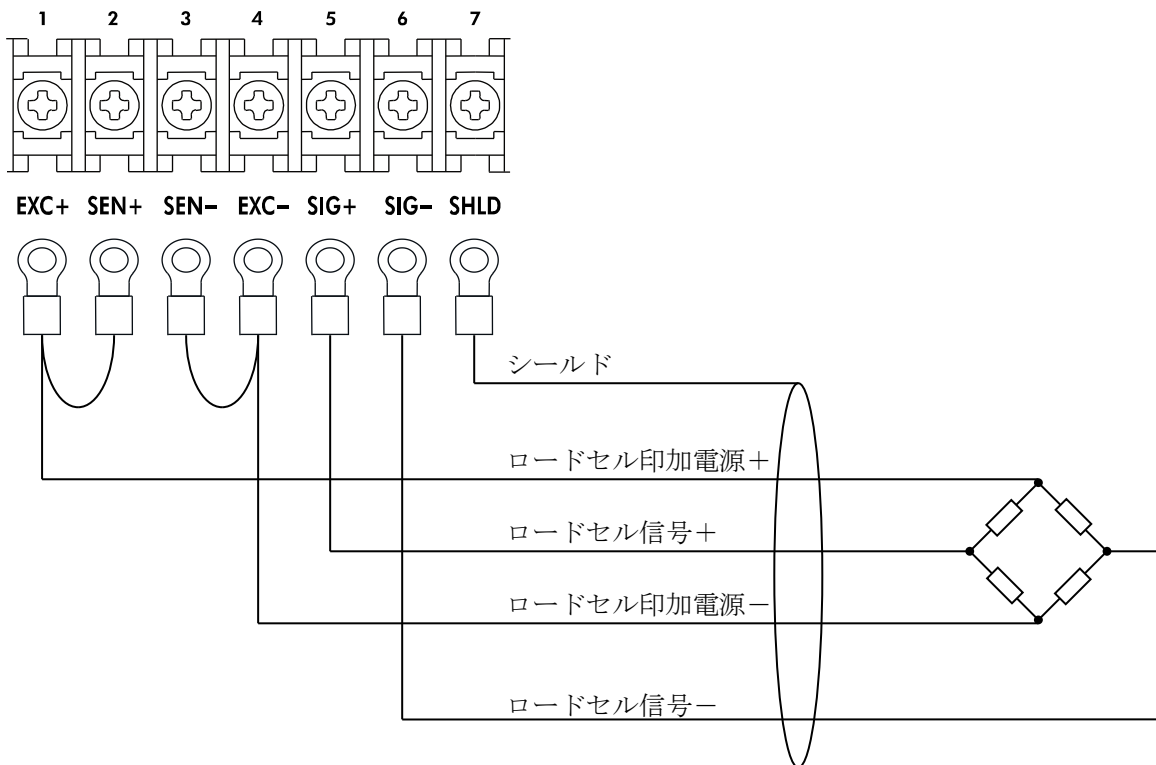 1 2 3 4 5 6 7
EXC+ SEN+ SEN− EXC− SIG+ SIG− SHLD
シールド
ロードセル印加電源＋
ロードセル信号＋
ロードセル印加電源－
ロードセル信号－